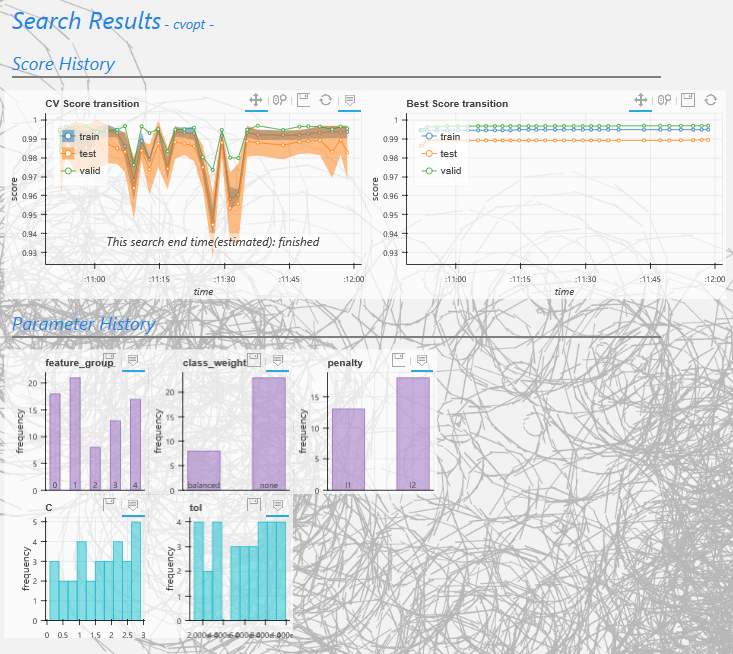 Search Results - cvopt -
Score History
CV Score transition
Best Score transition
score
1
0.99
0.98
0.97
0.96
0.95
0.94
0.93
train
test
valid
This search end time(estimated): finished
:11:00
:11:15
:11:30
:11:45
:12:00
time
score
1
0.99
0.98
0.97
0.96
0.95
0.94
0.93
train
test
valid
:11:00
:11:15
:11:30
:11:45
:12:00
time
Parameter History
feature_group
frequency
20
15
10
5
0
0 1 2 3 4
class_weight
frequency
20
15
10
5
0
balanced none
penalty
frequency
15
10
5
0
l1 l2
C
frequency
5
4
3
2
1
0
0 0.5 1 1.5 2 2.5 3
tol
frequency
4
3
2
1
0